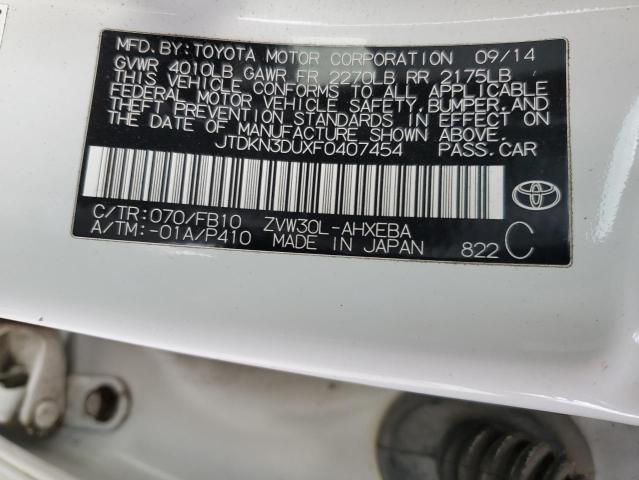 MFD. BY: TOYOTA MOTOR CORPORATION 09/14
GVWR 4010LB GAWR FR 2270LB RR 2175LB
THIS VEHICLE CONFORMS TO ALL APPLICABLE
FEDERAL MOTOR VEHICLE SAFETY, BUMPER, AND
THEFT PREVENTION STANDARDS IN EFFECT ON
THE DATE OF MANUFACTURE SHOWN ABOVE.
JTDKN3DUXF0407454 PASS. CAR
C/TR: 070/FB10 ZVW30L-AHXEBA
A/TM: -01A/P410 MADE IN JAPAN 822 C